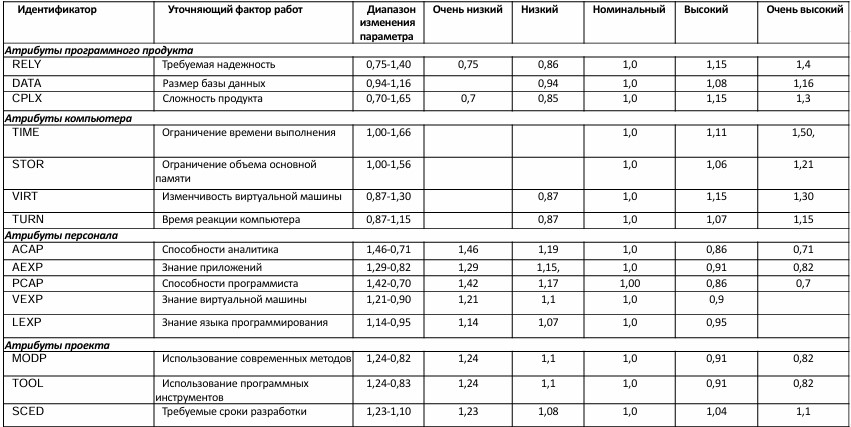 Идентификатор Уточняющий фактор работ Диапазон изменения параметра Очень низкий Низкий Номинальный Высокий Очень высокий
Атрибуты программного продукта
RELY Требуемая надежность 0,75-1,40 0,75 0,86 1,0 1,15 1,4
DATA Размер базы данных 0,94-1,16 0,94 1,0 1,08 1,16
CPLX Сложность продукта 0,70-1,65 0,7 0,85 1,0 1,15 1,3
Атрибуты компьютера
TIME Ограничение времени выполнения 1,00-1,66 1,0 1,11 1,50,
STOR Ограничение объема основной памяти 1,00-1,56 1,0 1,06 1,21
VIRT Изменчивость виртуальной машины 0,87-1,30 0,87 1,0 1,15 1,30
TURN Время реакции компьютера 0,87-1,15 0,87 1,0 1,07 1,15
Атрибуты персонала
ACAP Способности аналитика 1,46-0,71 1,46 1,19 1,0 0,86 0,71
AEXP Знание приложений 1,29-0,82 1,29 1,15, 1,0 0,91 0,82
PCAP Способности программиста 1,42-0,70 1,42 1,17 1,00 0,86 0,7
VEXP Знание виртуальной машины 1,21-0,90 1,21 1,1 1,0 0,9
LEXP Знание языка программирования 1,14-0,95 1,14 1,07 1,0 0,95
Атрибуты проекта
MODP Использование современных методов 1,24-0,82 1,24 1,1 1,0 0,91 0,82
TOOL Использование программных инструментов 1,24-0,83 1,24 1,1 1,0 0,91 0,82
SCED Требуемые сроки разработки 1,23-1,10 1,23 1,08 1,0 1,04 1,1